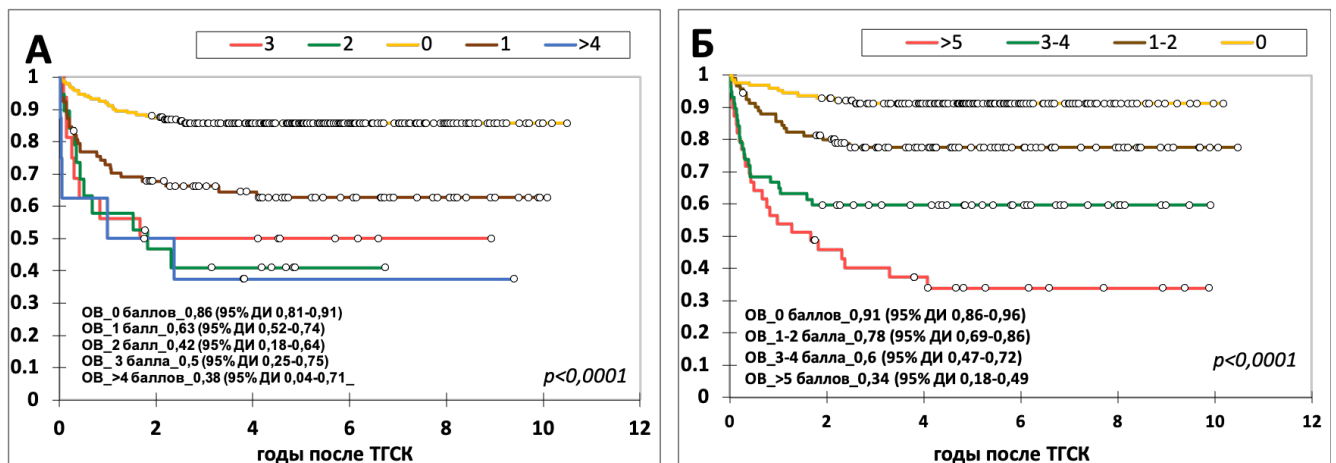 А
3 2 0 1 >4
1
0.9
0.8
0.7
0.6
0.5
0.4
0.3
0.2
0.1
0
ОВ_0 баллов_0,86 (95% ДИ 0,81-0,91)
ОВ_1 балл_0,63 (95% ДИ 0,52-0,74)
ОВ_2 балл_0,42 (95% ДИ 0,18-0,64)
ОВ_ 3 балла_0,5 (95% ДИ 0,25-0,75)
ОВ_>4 баллов_0,38 (95% ДИ 0,04-0,71_
p<0,0001
0 2 4 6 8 10 12
годы после ТГСК
Б
>5 3-4 1-2 0
1
0.9
0.8
0.7
0.6
0.5
0.4
0.3
0.2
0.1
0
ОВ_0 баллов_0,91 (95% ДИ 0,86-0,96)
ОВ_1-2 балла_0,78 (95% ДИ 0,69-0,86)
ОВ_3-4 балла_0,6 (95% ДИ 0,47-0,72)
ОВ_>5 баллов_0,34 (95% ДИ 0,18-0,49
p<0,0001
0 2 4 6 8 10 12
годы после ТГСК